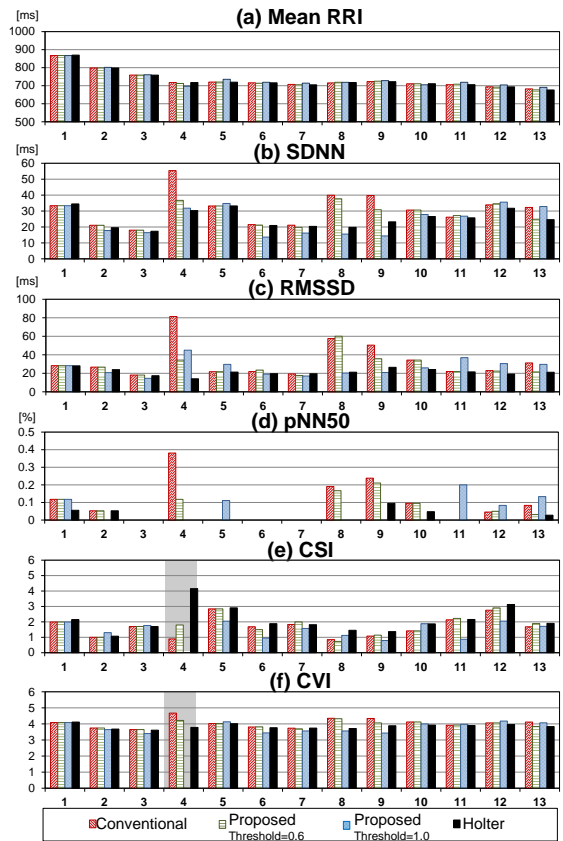 [ms]
(a) Mean RRI
1000
900
800
700
600
500
1 2 3 4 5 6 7 8 9 10 11 12 13
[ms]
(b) SDNN
60
50
40
30
20
10
0
1 2 3 4 5 6 7 8 9 10 11 12 13
[ms]
(c) RMSSD
100
80
60
40
20
0
1 2 3 4 5 6 7 8 9 10 11 12 13
[%]
(d) pNN50
0.5
0.4
0.3
0.2
0.1
0
1 2 3 4 5 6 7 8 9 10 11 12 13
(e) CSI
6
5
4
3
2
1
0
1 2 3 4 5 6 7 8 9 10 11 12 13
(f) CVI
6
5
4
3
2
1
0
1 2 3 4 5 6 7 8 9 10 11 12 13
Conventional Proposed Proposed Holter
Threshold=0.6 Threshold=1.0